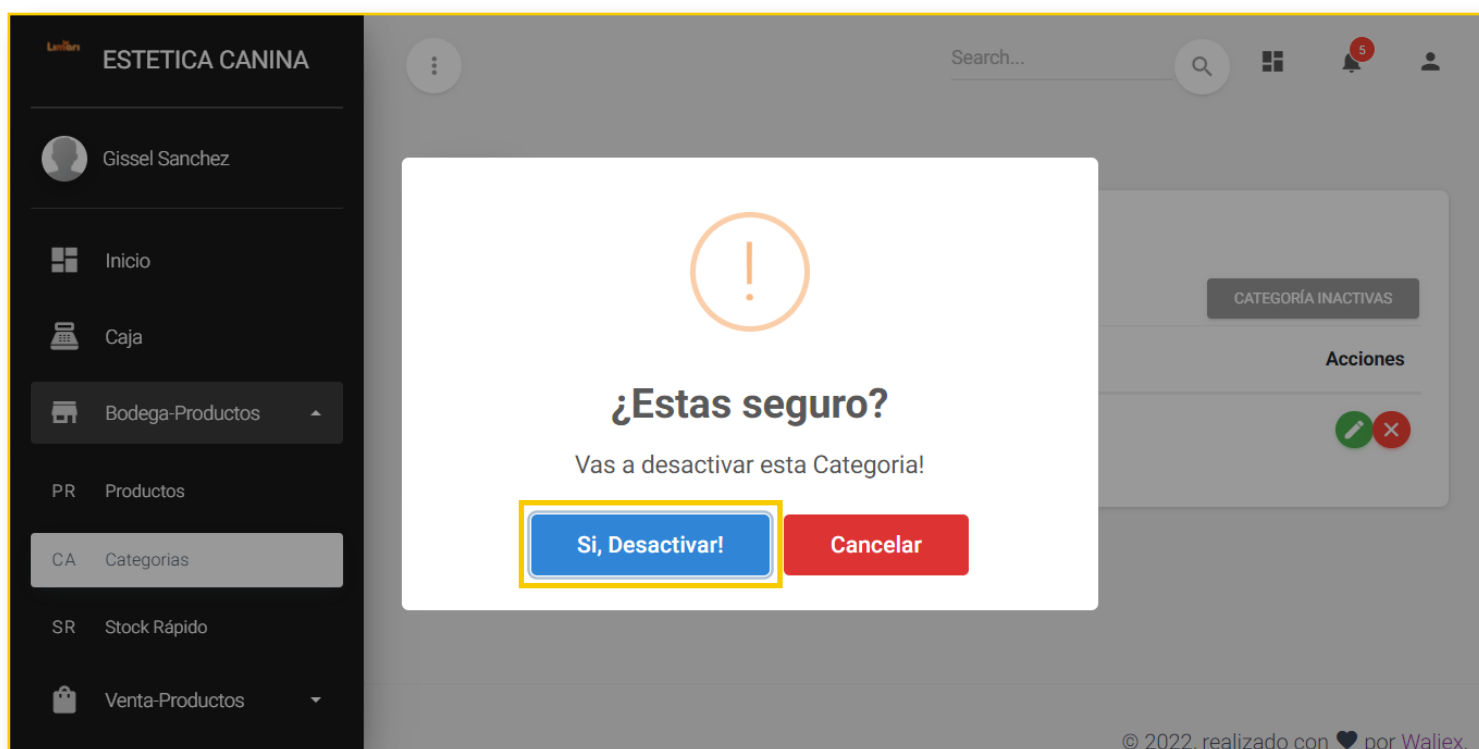 ESTETICA CANINA
Search...
5
Gissel Sanchez
Inicio
Caja
Bodega-Productos
PR Productos
CA Categorias
SR Stock Rápido
Venta-Productos
CATEGORÍA INACTIVAS
Acciones
¿Estas seguro?
Vas a desactivar esta Categoria!
Si, Desactivar! Cancelar
© 2022, realizado con por Waliex